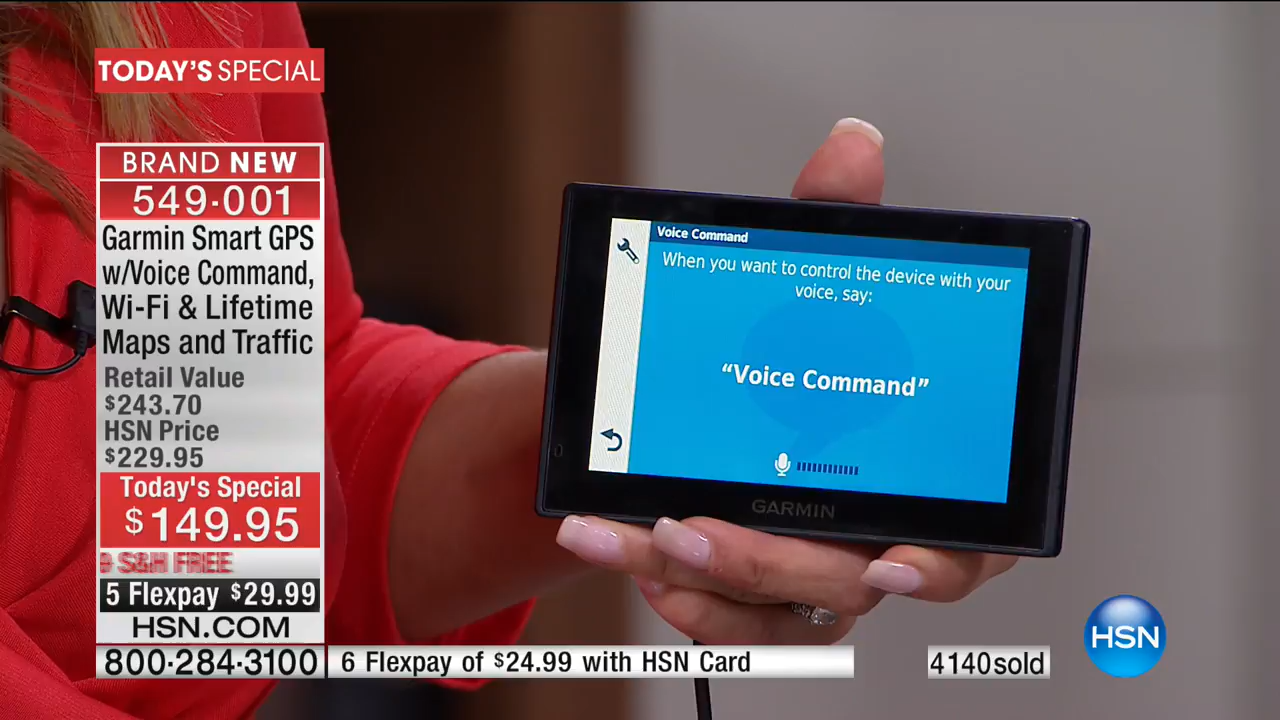 TODAY'S SPECIAL
BRAND NEW
549-001
Garmin Smart GPS
w/Voice Command,
Wi-Fi & Lifetime
Maps and Traffic
Retail Value
$243.70
HSN Price
$229.95
Today's Special
$149.95
S&H FREE
5 Flexpay $29.99
HSN.COM
800-284-3100
6 Flexpay of $24.99 with HSN Card
4140sold
HSN
Voice Command
When you want to control the device with your
voice, say:
“Voice Command”
GARMIN